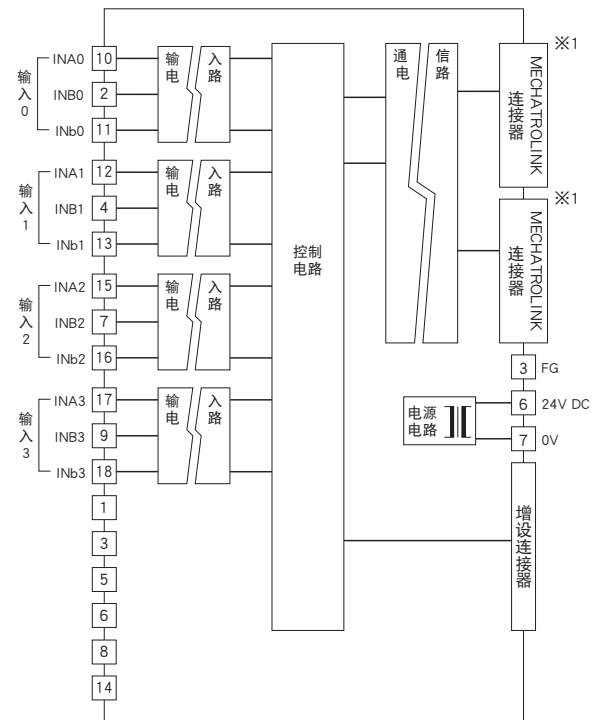 输入0
INA0 10
INB0 2
INb0 11
输入电路
输入1
INA1 12
INB1 4
INb1 13
输入电路
输入2
INA2 15
INB2 7
INb2 16
输入电路
输入3
INA3 17
INB3 9
INb3 18
输入电路
1
3
5
6
8
14
控制
电路
通信电路
※1
MECHATROLINK
连接器
※1
MECHATROLINK
连接器
3 FG
电源
电路
6 24V DC
7 0V
增设连接器